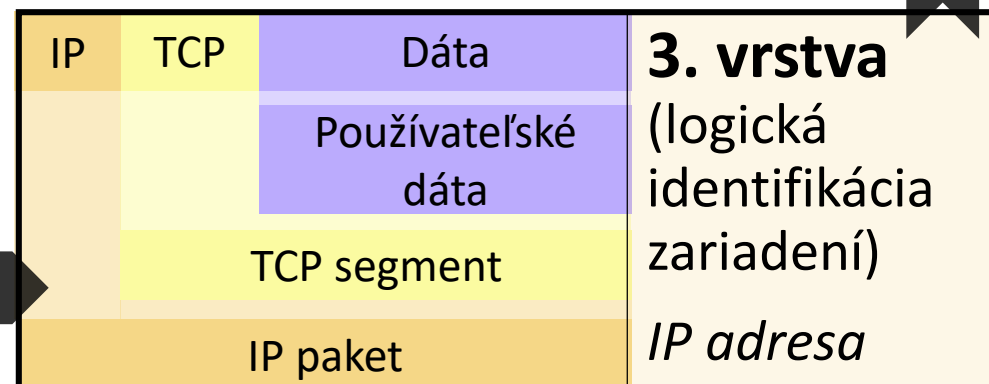 IP TCP Dáta
Používateľské
dáta
TCP segment
IP paket
3. vrstva
(logická
identifikácia
zariadení)
IP adresa